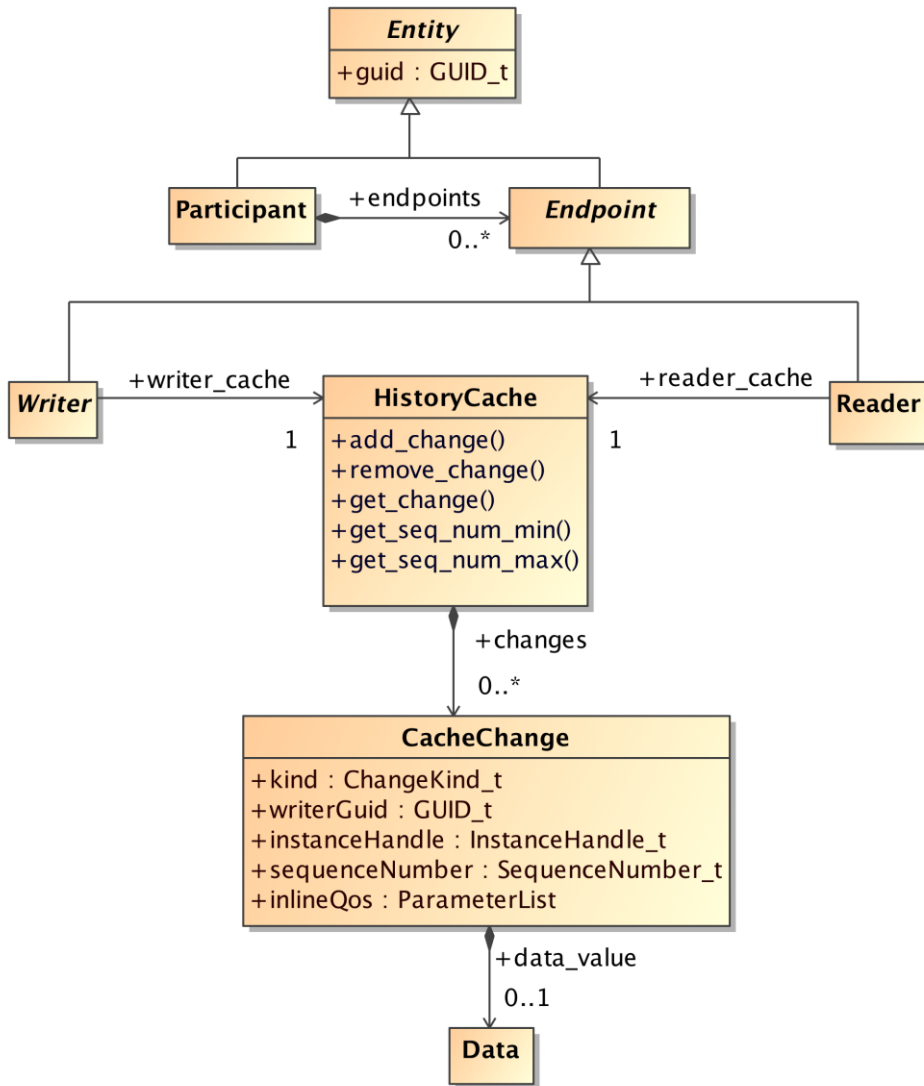 Entity
+guid : GUID_t
Participant
+endpoints
0..*
Endpoint
Writer
+writer_cache
1
HistoryCache
+add_change()
+remove_change()
+get_change()
+get_seq_num_min()
+get_seq_num_max()
+reader_cache
1
Reader
+changes
0..*
CacheChange
+kind : ChangeKind_t
+writerGuid : GUID_t
+instanceHandle : InstanceHandle_t
+sequenceNumber : SequenceNumber_t
+inlineQos : ParameterList
+data_value
0..1
Data